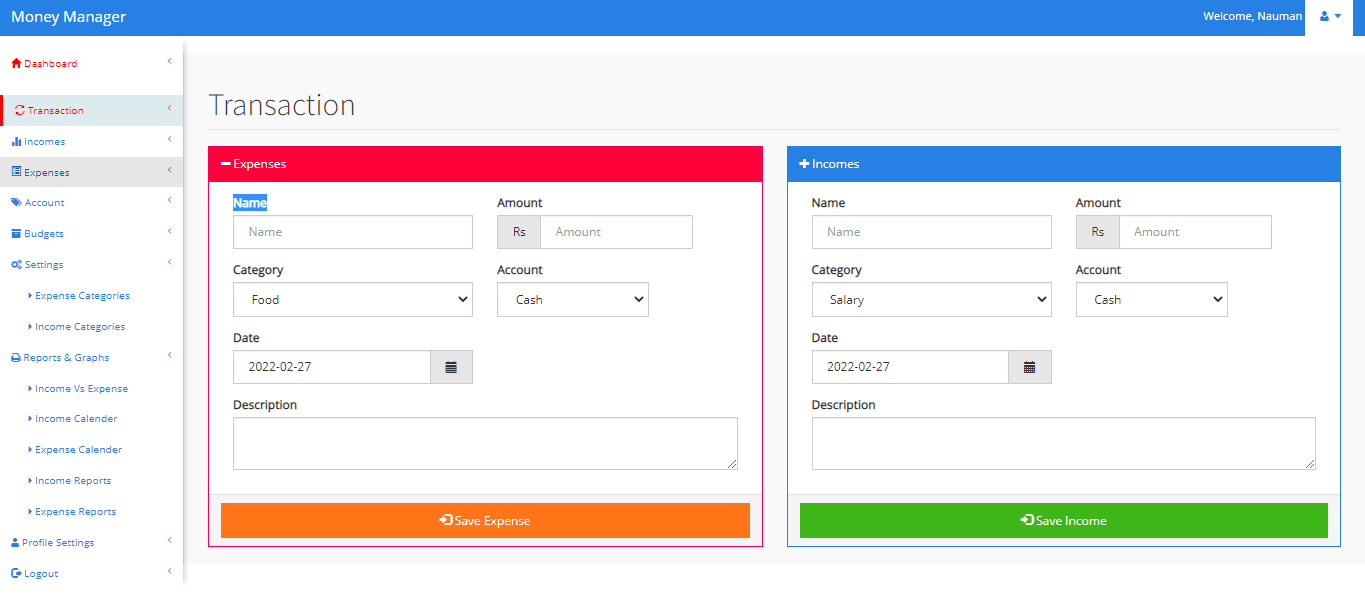 Money Manager
Welcome, Nauman
Dashboard
Transaction
Incomes
Expenses
Account
Budgets
Settings
Expense Categories
Income Categories
Reports & Graphs
Income Vs Expense
Income Calender
Expense Calender
Income Reports
Expense Reports
Profile Settings
Logout
Transaction
Expenses
Name Amount
Name Rs Amount
Category Account
Food Cash
Date
2022-02-27
Description
Save Expense
Incomes
Name Amount
Name Rs Amount
Category Account
Salary Cash
Date
2022-02-27
Description
Save Income